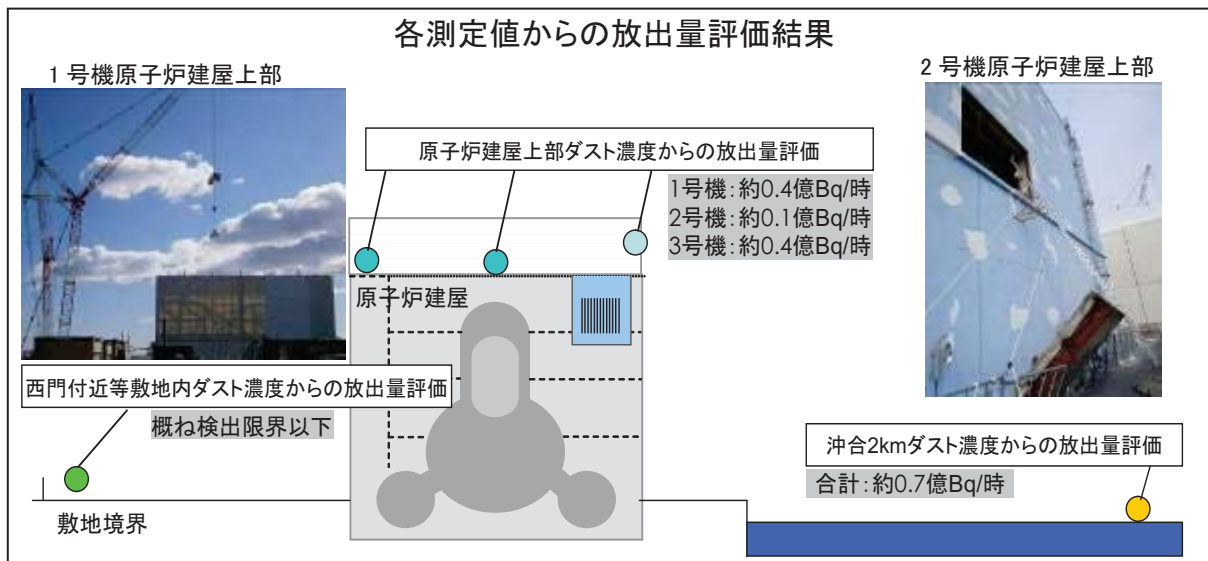 各測定値からの放出量評価結果
1号機原子炉建屋上部
2号機原子炉建屋上部
原子炉建屋上部ダスト濃度からの放出量評価
1号機:約0.4億Bq/時
2号機:約0.1億Bq/時
3号機:約0.4億Bq/時
原子炉建屋
西門付近等敷地内ダスト濃度からの放出量評価
概ね検出限界以下
沖合2kmダスト濃度からの放出量評価
合計:約0.7億Bq/時
敷地境界